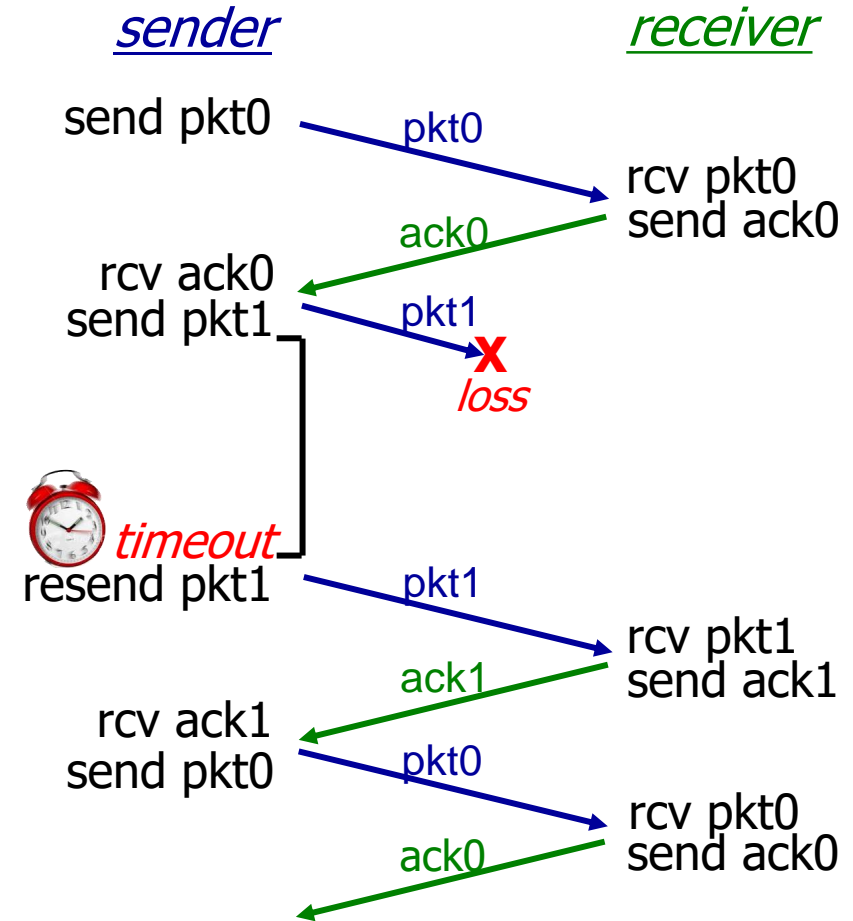 sender
receiver
send pkt0
pkt0
rcv pkt0
send ack0
ack0
rcv ack0
send pkt1
pkt1
X
loss
timeout
resend pkt1
pkt1
rcv pkt1
send ack1
ack1
rcv ack1
send pkt0
pkt0
rcv pkt0
send ack0
ack0